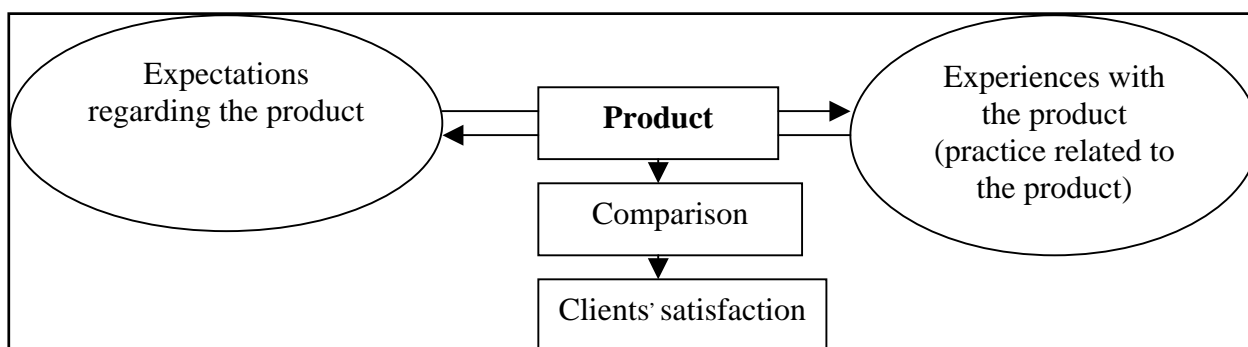 Expectations
regarding the product
Product
Experiences with
the product
(practice related to
the product)
Comparison
Clients’ satisfaction